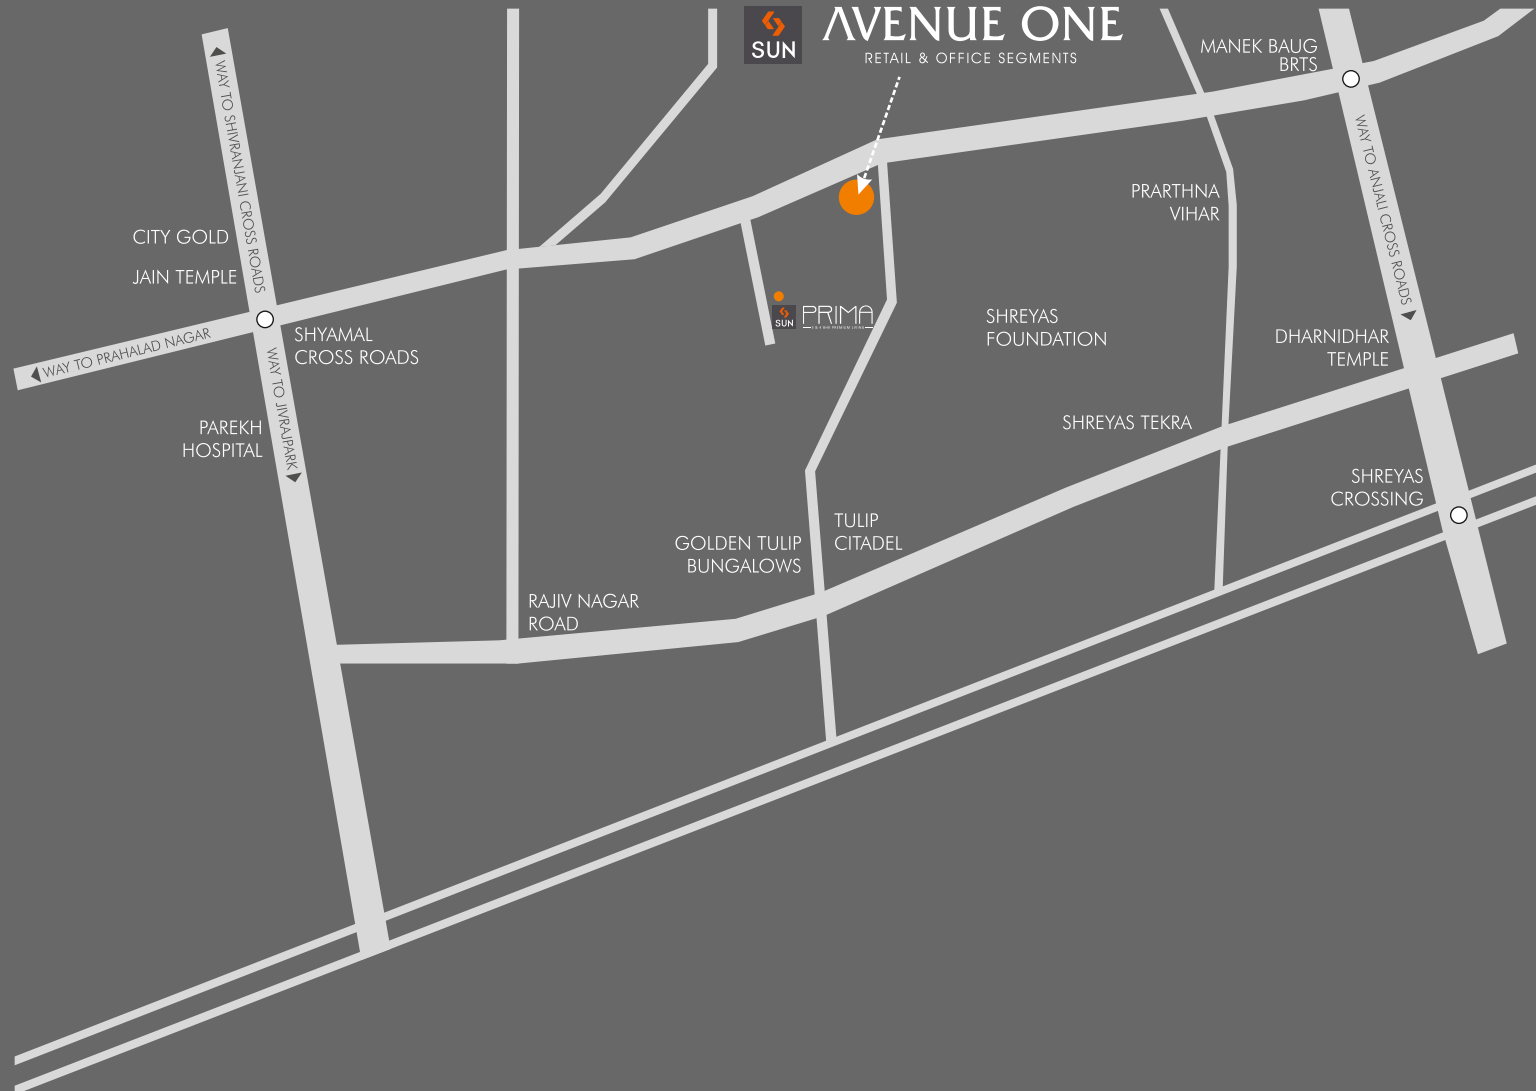 SUN
AVENUE ONE
RETAIL & OFFICE SEGMENTS
MANEK BAUG
BRTS
WAY TO SHIVRANJANI CROSS ROADS
WAY TO ANJALI CROSS ROADS
PRARTHNA
VIHAR
CITY GOLD
JAIN TEMPLE
SUN
PRIMA
SHREYAS
FOUNDATION
SHYAMAL
CROSS ROADS
WAY TO PRAHALAD NAGAR
DHARNIDHAR
TEMPLE
WAY TO JIVRAJPARK
PAREKH
HOSPITAL
SHREYAS TEKRA
SHREYAS
CROSSING
TULIP
CITADEL
GOLDEN TULIP
BUNGALOWS
RAJIV NAGAR
ROAD